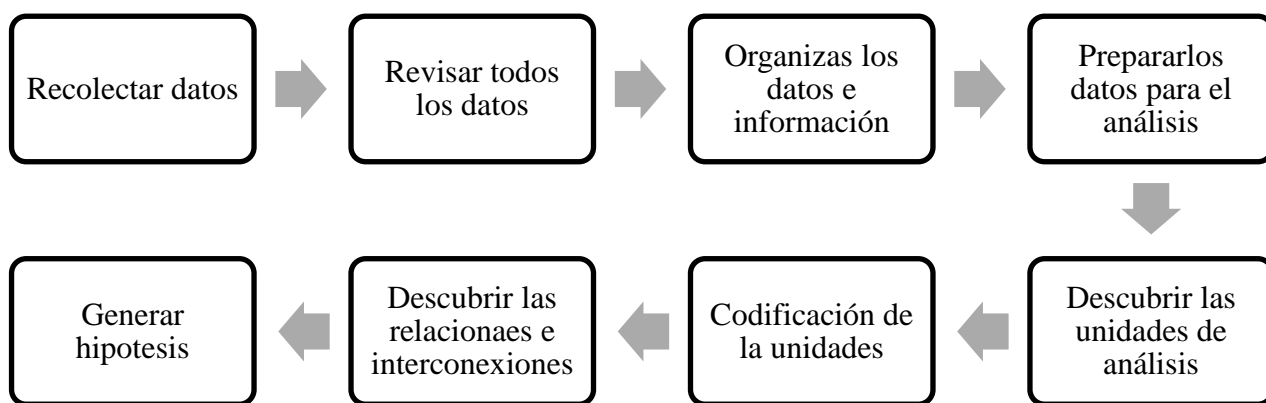 Recolectar datos
Revisar todos
los datos
Organizas los
datos e
información
Prepararlos
datos para el
análisis
Descubrir las
unidades de
análisis
Codificación de
la unidades
Descubrir las
relacionaes e
interconexiones
Generar
hipotesis